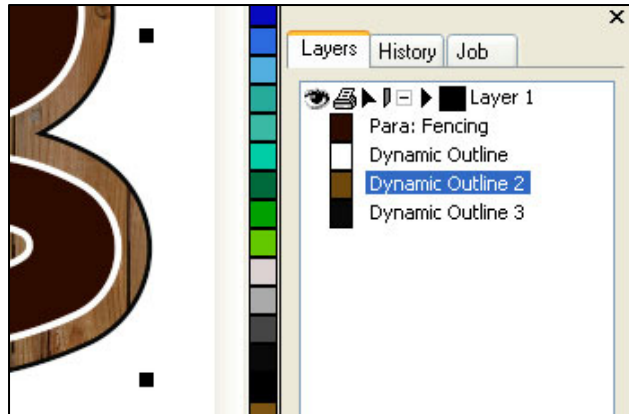 Layers History Job
Layer 1
Para: Fencing
Dynamic Outline
Dynamic Outline 2
Dynamic Outline 3